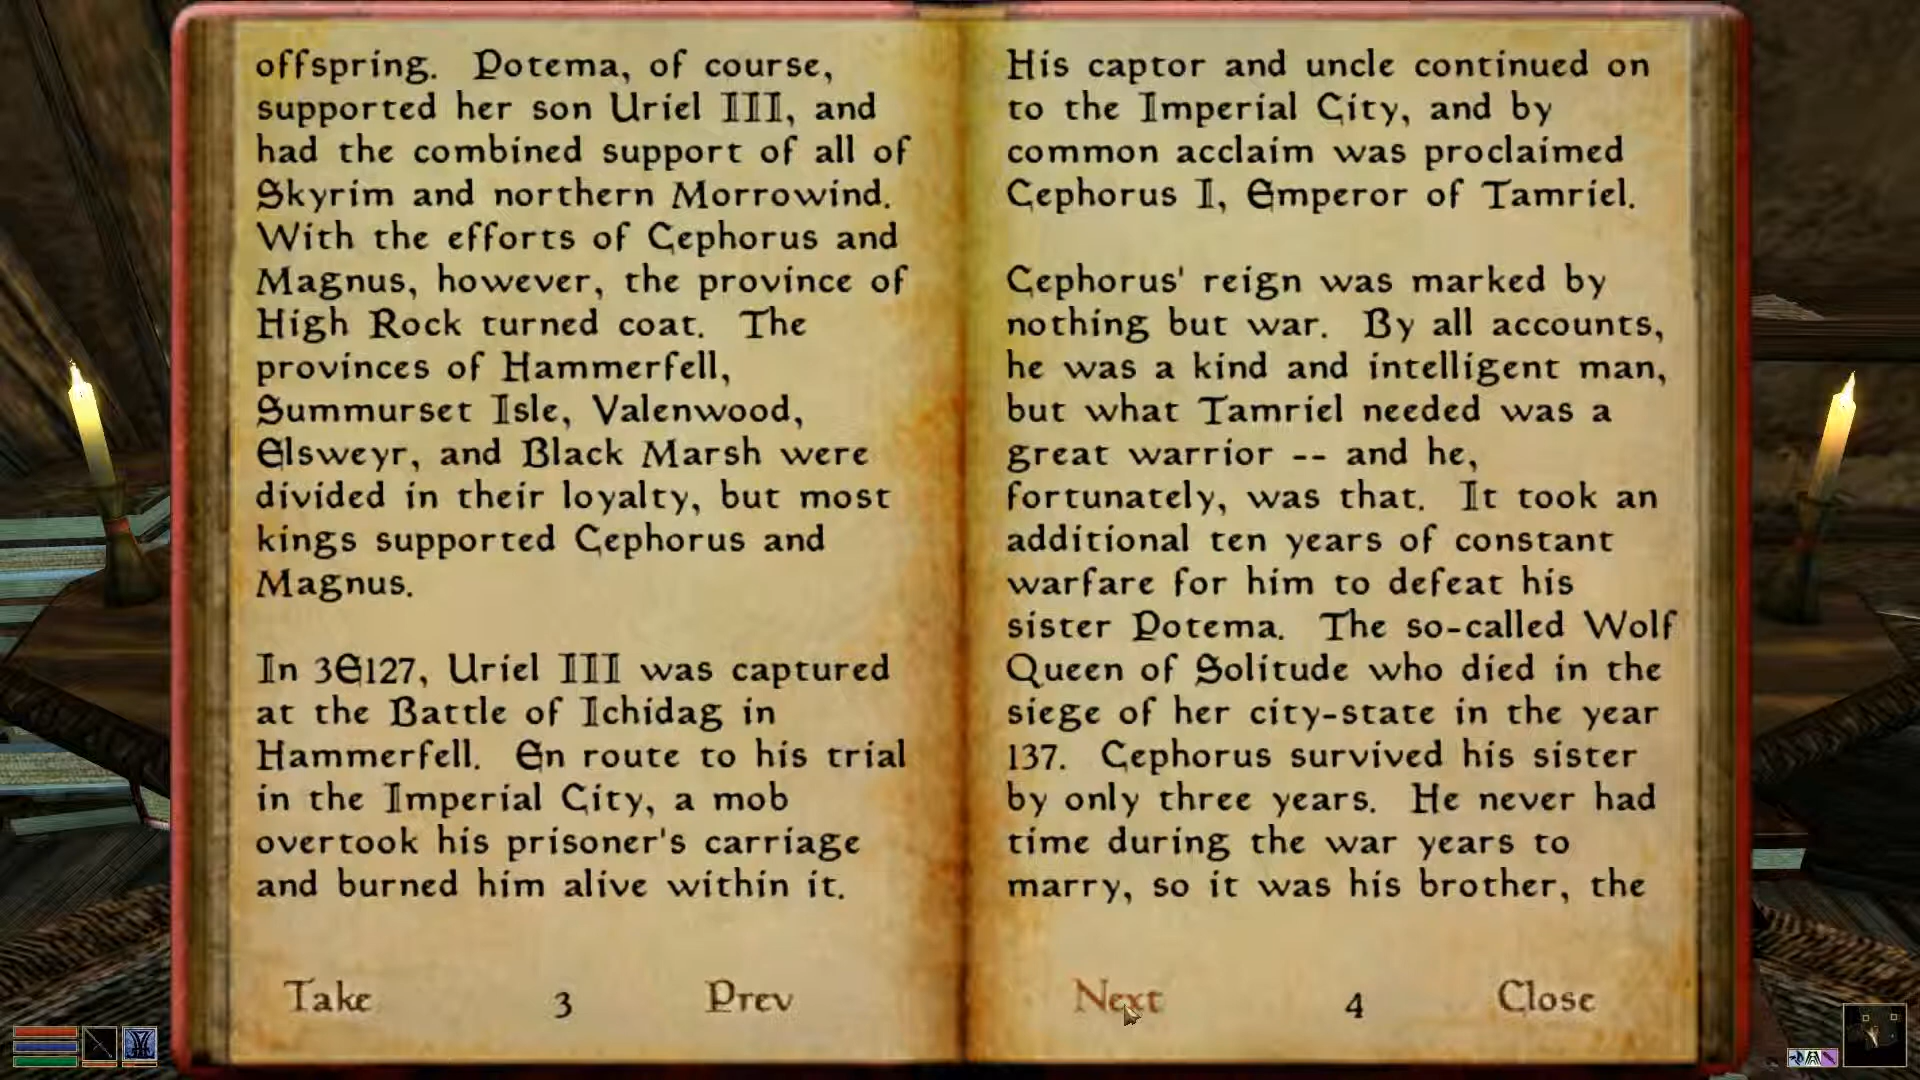 offspring. Potema, of course,
supported her son Uriel III, and
had the combined support of all of
Skyrim and northern Morrowind.
With the efforts of Cephorus and
Magnus, however, the province of
High Rock turned coat. The
provinces of Hammerfell,
Summurset Isle, Valenwood,
Elsweyr, and Black Marsh were
divided in their loyalty, but most
kings supported Cephorus and
Magnus.
In 3E127, Uriel III was captured
at the Battle of Ichidag in
Hammerfell. En route to his trial
in the Imperial City, a mob
overtook his prisoner's carriage
and burned him alive within it.
His captor and uncle continued on
to the Imperial City, and by
common acclaim was proclaimed
Cephorus I, Emperor of Tamriel.
Cephorus' reign was marked by
nothing but war. By all accounts,
he was a kind and intelligent man,
but what Tamriel needed was a
great warrior -- and he,
fortunately, was that. It took an
additional ten years of constant
warfare for him to defeat his
sister Potema. The so-called Wolf
Queen of Solitude who died in the
siege of her city-state in the year
137. Cephorus survived his sister
by only three years. He never had
time during the war years to
marry, so it was his brother, the
Take 3 Prev Next 4 Close